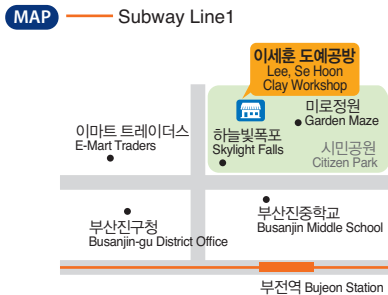 MAP
Subway Line1
이세훈 도예공방
Lee, Se Hoon
Clay Workshop
미로정원
Garden Maze
이마트 트레이더스
E-Mart Traders
하늘빛폭포
Skylight Falls
시민공원
Citizen Park
부산진구청
Busanjin-gu District Office
부산진중학교
Busanjin Middle School
부전역 Bujeon Station